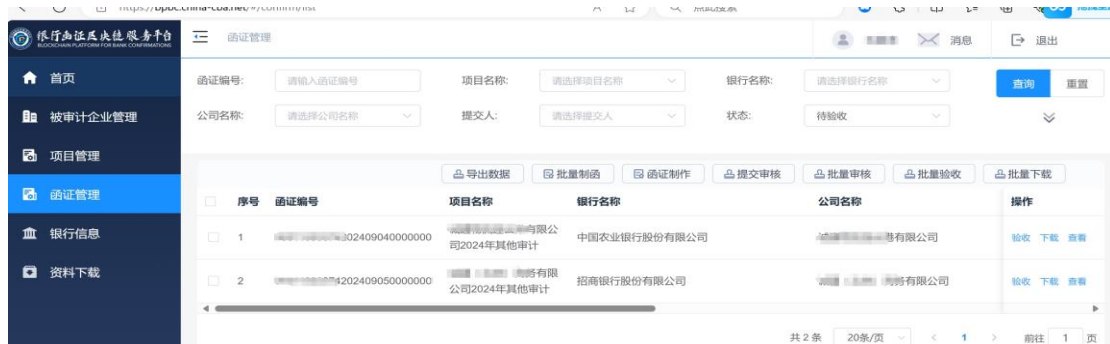 https://bpbc.china-cba.net/#/confirm/list
点此搜索
银行函证区块链服务平台
BLOCKCHAIN PLATFORM FOR BANK CONFIRMATIONS
函证管理
消息
退出
首页
被审计企业管理
项目管理
函证管理
银行信息
资料下载
函证编号: 请输入函证编号 项目名称: 请选择项目名称 银行名称: 请选择银行名称 查询 重置
公司名称: 请选择公司名称 提交人: 请选择提交人 状态: 待验收
导出数据 批量制函 函证制作 提交审核 批量审核 批量验收 批量下载
序号 函证编号 项目名称 银行名称 公司名称 操作
1 202409040000000 有限公司2024年其他审计 中国农业银行股份有限公司 港有限公司 验收 下载 查看
2 4202409050000000 有限公司2024年其他审计 招商银行股份有限公司 有限公司 验收 下载 查看
共 2 条 20条/页 1 前往 1 页